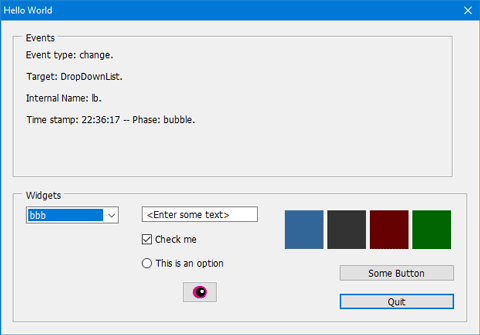 Hello World
Events
Event type: change.
Target: DropDownList.
Internal Name: lb.
Time stamp: 22:36:17 -- Phase: bubble.
Widgets
bbb
<Enter some text>
Check me
This is an option
Some Button
Quit